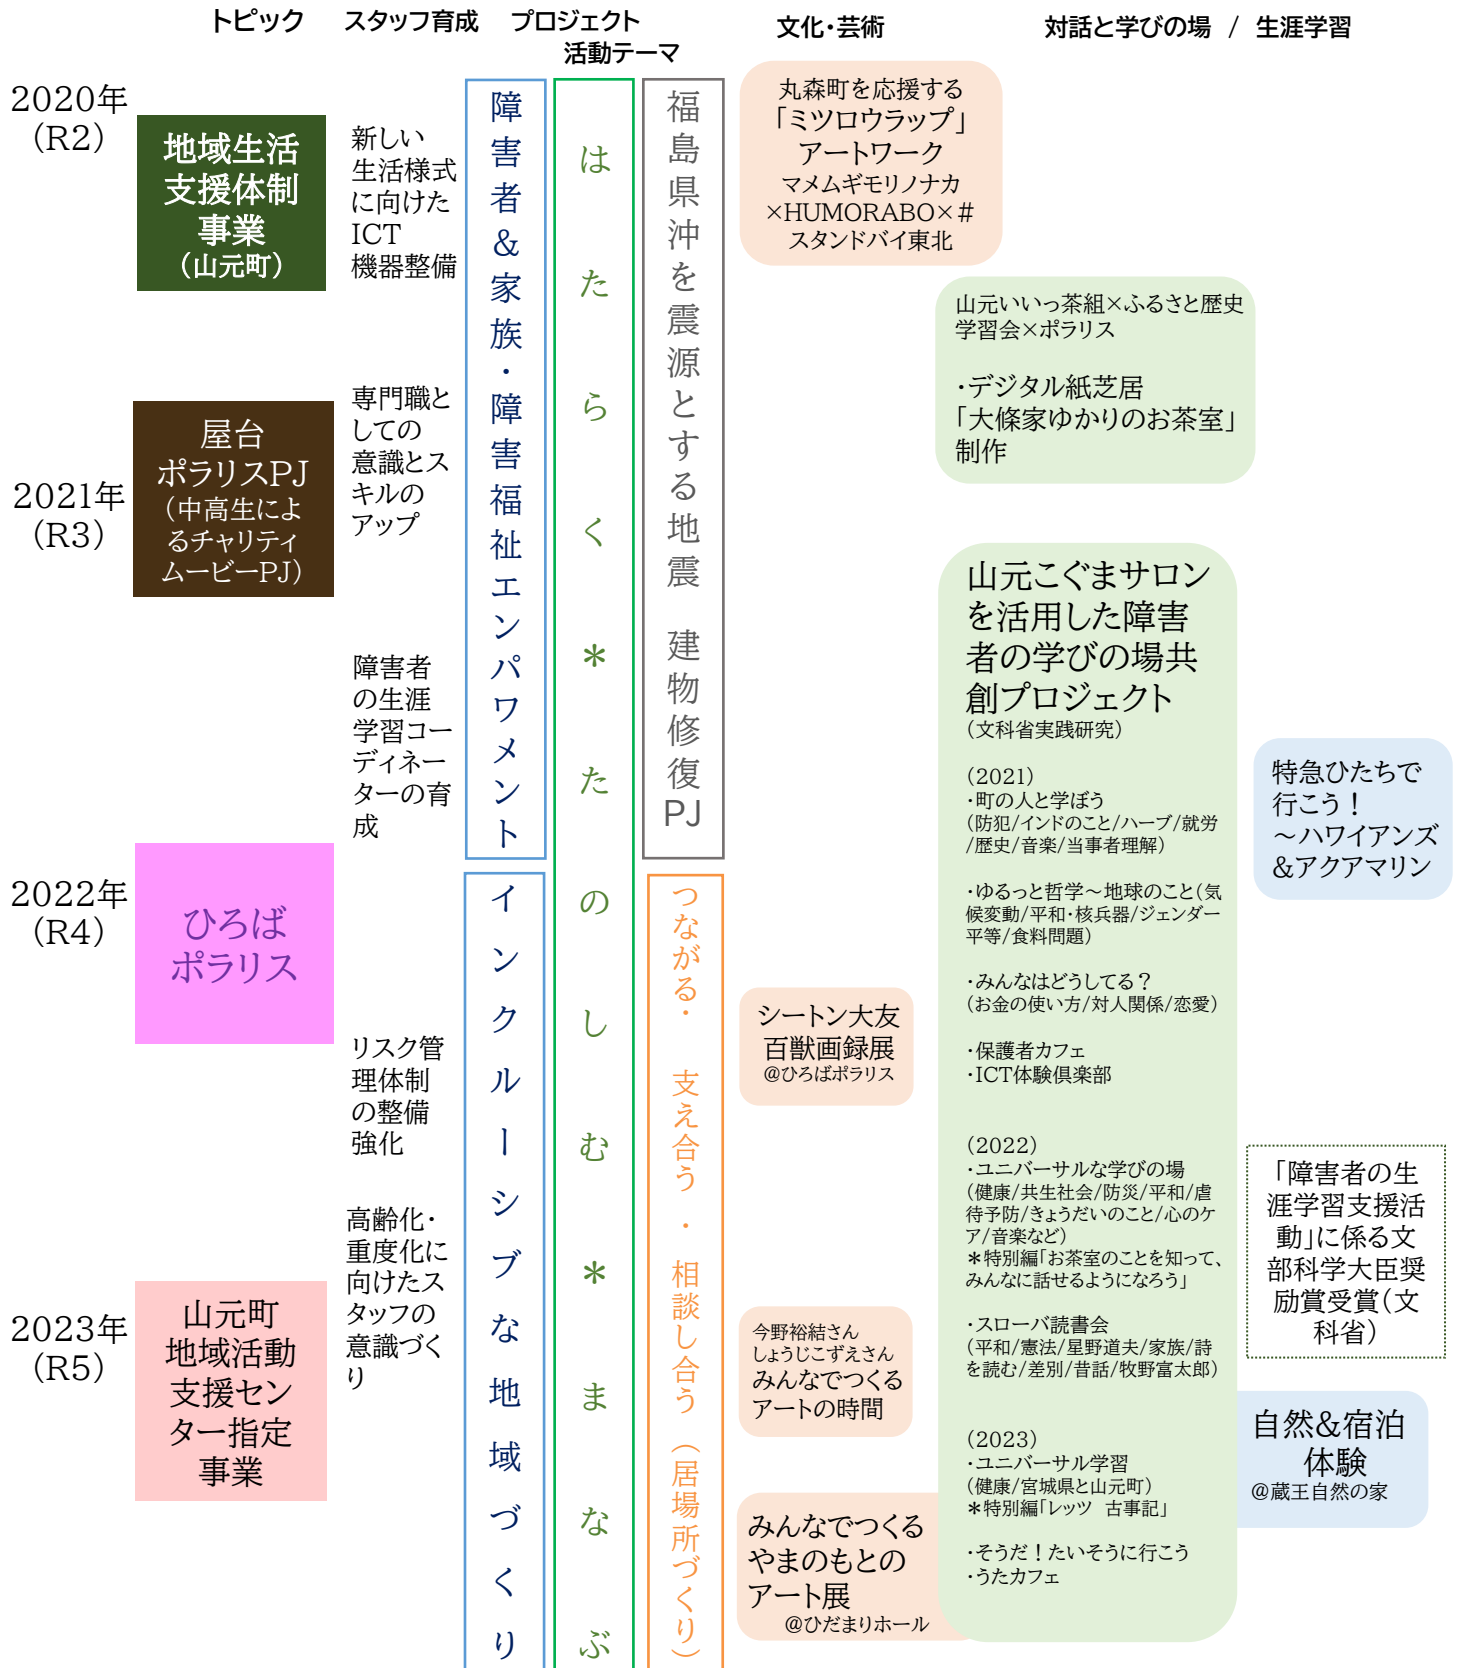 トピック
スタッフ育成
プロジェクト
活動テーマ
文化・芸術
対話と学びの場 / 生涯学習
2020年
(R2)
地域生活
支援体制
事業
(山元町)
新しい
生活様式
に向けた
ICT
機器整備
2021年
(R3)
屋台
ポラリスPJ
(中高生によ
るチャリティ
ムービーPJ)
専門職と
しての
意識とス
キルの
アップ
障害者
の生涯
学習コー
ディネー
ターの育
成
2022年
(R4)
ひろば
ポラリス
リスク管
理体制
の整備
強化
2023年
(R5)
山元町
地域活動
支援セン
ター指定
事業
高齢化・
重度化に
向けたス
タッフの
意識づく
り
障害者&家族・障害福祉エンパワメント
インクルーシブな地域づくり
はたらく*たのしむ*まなぶ
福島県沖を震源とする地震 建物修復PJ
つながる・ 支え合う ・ 相談し合う (居場所づくり)
丸森町を応援する
「ミツロウラップ」
アートワーク
マメムギモリノナカ
×HUMORABO×#
スタンドバイ東北
シートン大友
百獣画録展
@ひろばポラリス
今野裕結さん
しょうじこずえさん
みんなでつくる
アートの時間
みんなでつくる
やまのもとの
アート展
@ひだまりホール
山元いいっ茶組×ふるさと歴史
学習会×ポラリス
・デジタル紙芝居
「大條家ゆかりのお茶室」
制作
山元こぐまサロン
を活用した障害
者の学びの場共
創プロジェクト
(文科省実践研究)
(2021)
・町の人と学ぼう
(防犯/インドのこと/ハーブ/就労
/歴史/音楽/当事者理解)
・ゆるっと哲学～地球のこと(気
候変動/平和・核兵器/ジェンダー
平等/食料問題)
・みんなはどうしてる?
(お金の使い方/対人関係/恋愛)
・保護者カフェ
・ICT体験倶楽部
(2022)
・ユニバーサルな学びの場
(健康/共生社会/防災/平和/虐
待予防/きょうだいのこと/心のケ
ア/音楽など)
*特別編「お茶室のことを知って、
みんなに話せるようになろう」
・スローバ読書会
(平和/憲法/星野道夫/家族/詩
を読む/差別/昔話/牧野富太郎)
(2023)
・ユニバーサル学習
(健康/宮城県と山元町)
*特別編「レッツ 古事記」
・そうだ!たいそうに行こう
・うたカフェ
特急ひたちで
行こう!
～ハワイアンズ
&アクアマリン
「障害者の生
涯学習支援活
動」に係る文
部科学大臣奨
励賞受賞(文
科省)
自然&宿泊
体験
@蔵王自然の家